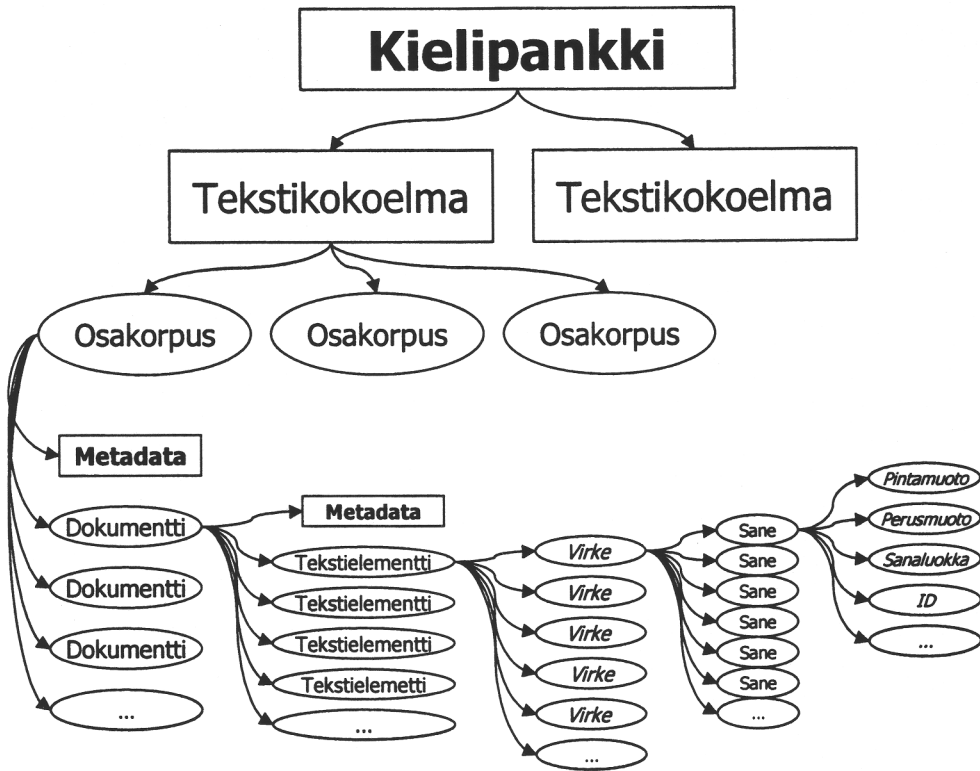 Kielipankki
Tekstikokoelma
Tekstikokoelma
Osakorpus
Osakorpus
Osakorpus
Metadata
Dokumentti
Dokumentti
Dokumentti
...
Metadata
Tekstielementti
Tekstielementti
Tekstielementti
Tekstielemetti
...
Virke
Virke
Virke
Virke
Virke
...
Sane
Sane
Sane
Sane
Sane
Sane
...
Pintamuoto
Perusmuoto
Sanaluokka
ID
...